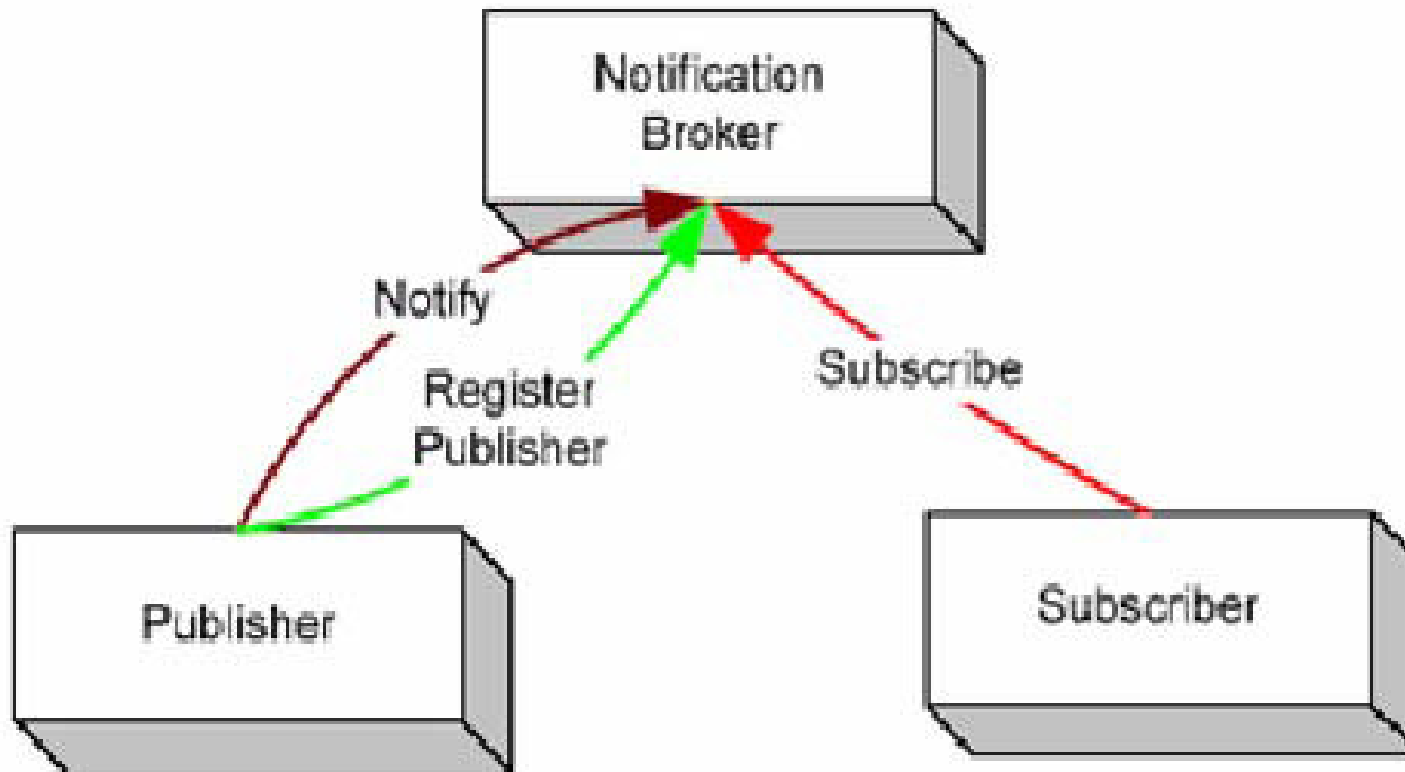 Notification
Broker
Notify
Register
Publisher
Subscribe
Publisher
Subscriber